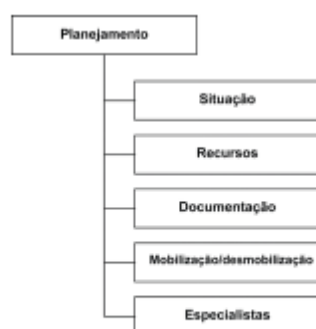 Planejamento
Situação
Recursos
Documentação
Mobilização/desmobilização
Especialistas